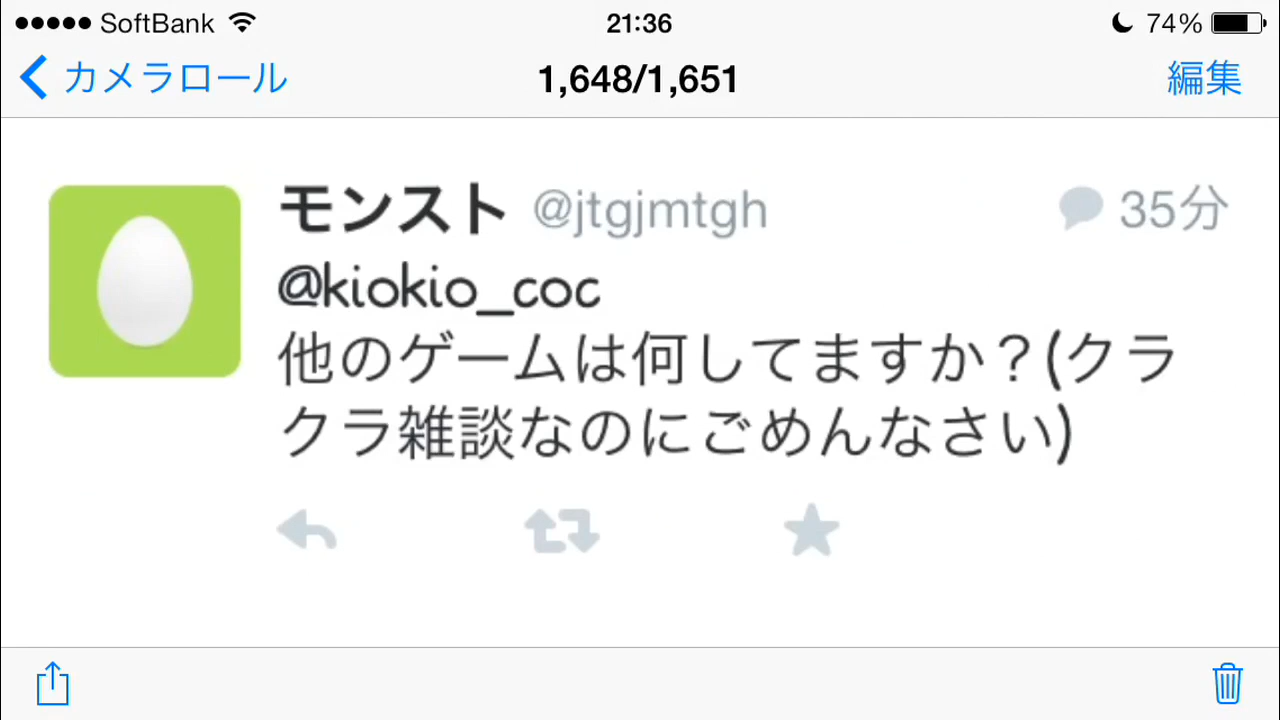 SoftBank 21:36 74%
カメラロール 1,648/1,651 編集
モンスト @jtgjmtgh 35分
@kiokio_coc
他のゲームは何してますか？(クラ
クラ雑談なのにごめんなさい)